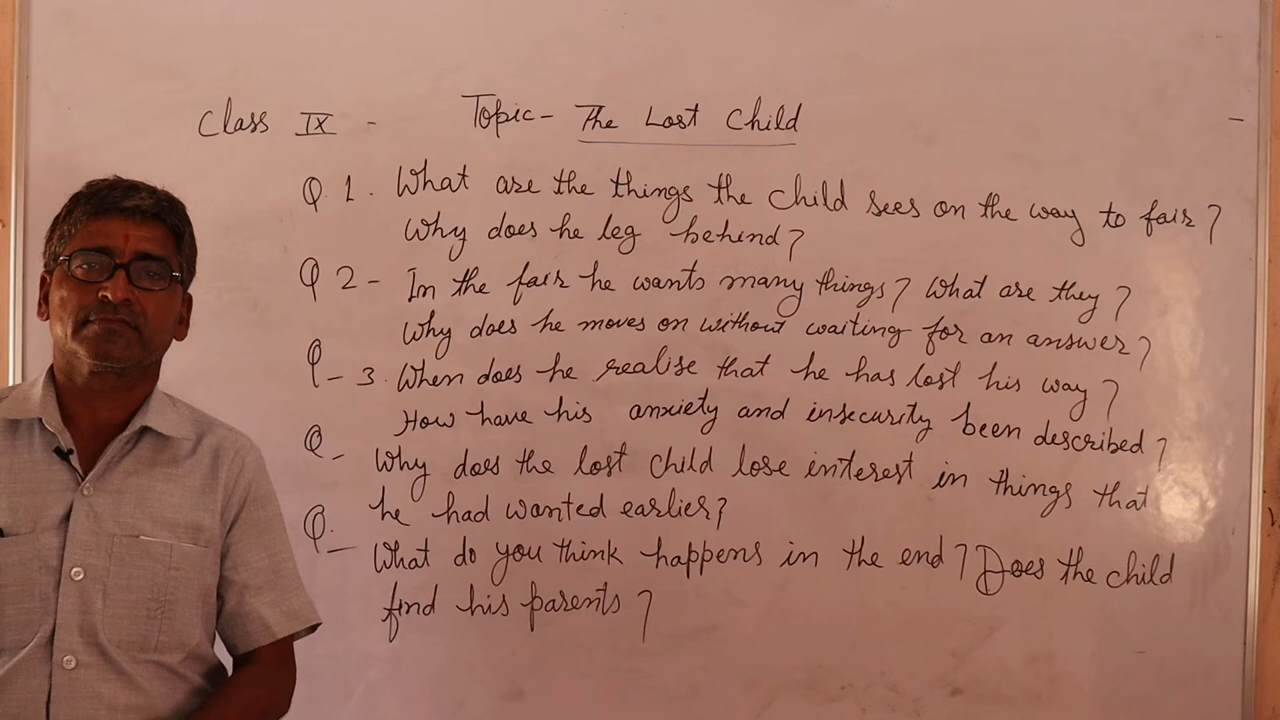 Class IX - Topic - The Lost Child -
Q 1. What are the things the child sees on the way to fair?
Why does he leg behind?
Q 2 - In the fair he wants many things? What are they?
Why does he moves on without waiting for an answer?
Q - 3. When does he realise that he has lost his way?
How have his anxiety and insecurity been described?
Q - Why does the lost child lose interest in things that
he had wanted earlier?
Q. - What do you think happens in the end? Does the child
find his parents?